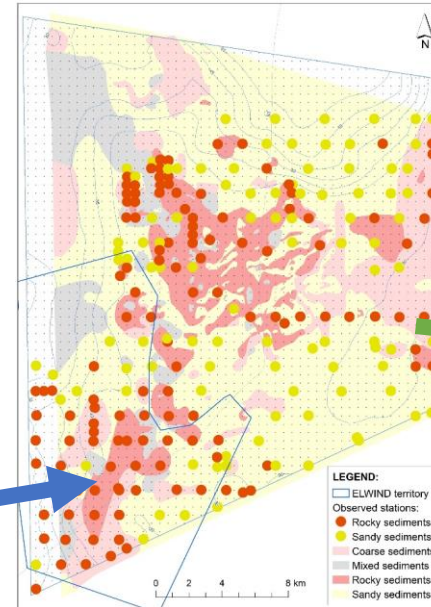 N
0 2 4 8 km
LEGEND:
ELWIND territory
Observed stations:
Rocky sediments
Sandy sediments
Coarse sediments
Mixed sediments
Rocky sediments
Sandy sediments